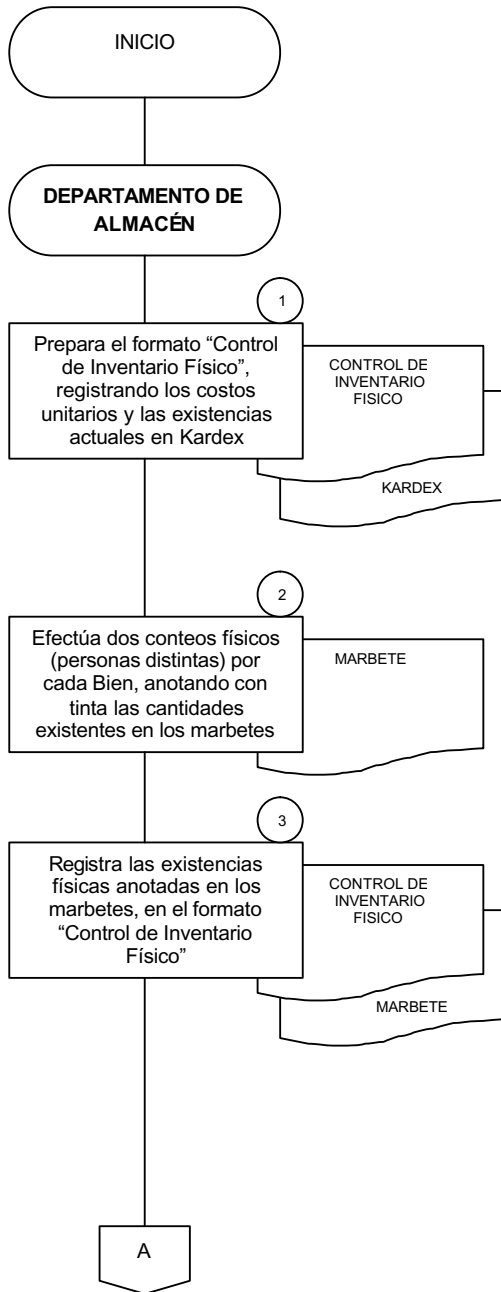 INICIO
DEPARTAMENTO DE
ALMACÉN
1
Prepara el formato “Control
de Inventario Físico”,
registrando los costos
unitarios y las existencias
actuales en Kardex
CONTROL DE
INVENTARIO
FISICO
KARDEX
2
Efectúa dos conteos físicos
(personas distintas) por
cada Bien, anotando con
tinta las cantidades
existentes en los marbetes
MARBETE
3
Registra las existencias
físicas anotadas en los
marbetes, en el formato
“Control de Inventario
Físico”
CONTROL DE
INVENTARIO
FISICO
MARBETE
A